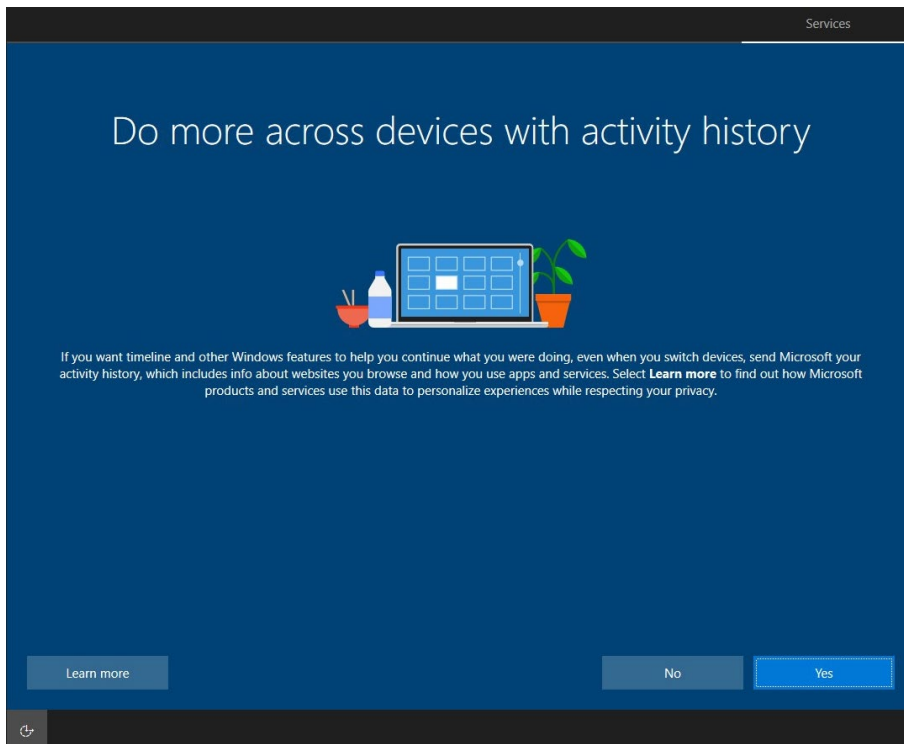 Services
Do more across devices with activity history
If you want timeline and other Windows features to help you continue what you were doing, even when you switch devices, send Microsoft your
activity history, which includes info about websites you browse and how you use apps and services. Select Learn more to find out how Microsoft
products and services use this data to personalize experiences while respecting your privacy.
Learn more
No
Yes